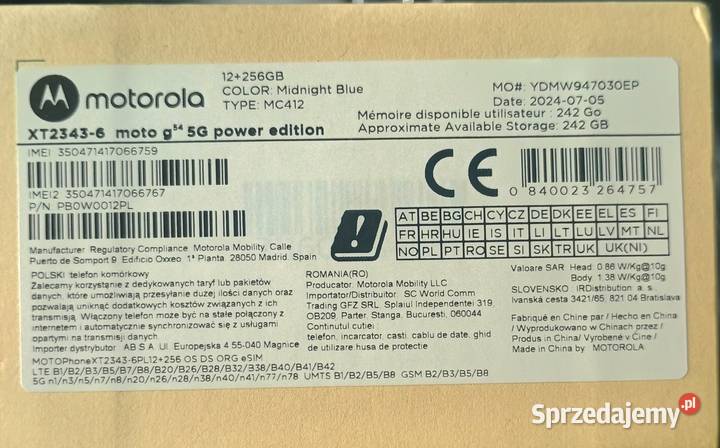 motorola
12+256GB
COLOR: Midnight Blue
TYPE: MC412
MO#: YDMW947030EP
Date: 2024-07-05
Mémoire disponible utilisateur : 242 Go
Approximate Available Storage: 242 GB
XT2343-6 moto g⁵⁴ 5G power edition
IMEI 350471417066759
IMEI2 350471417066767
P/N PB0W0012PL
CE
0 840023 264757
AT BE BG CH CY CZ DE DK EE EL ES FI
FR HR HU IE IS IT LI LT LU LV MT NL
NO PL PT RO SE SI SK TR UK UK(NI)
Manufacturer Regulatory Compliance Motorola Mobility. Calle
Puerto de Somport 9 Edificio Oxxeo 1ª Planta 28050 Madrid. Spain
POLSKI telefon komórkowy
Zalecamy korzystanie z dedykowanych taryf lub pakietów
danych, które umożliwiają przesyłanie dużej ilości danych oraz
pozwalają uniknąć dodatkowych kosztów związanych z ich
transmisją. Włączony telefon może być na stałe połączony z
internetem i automatycznie synchronizować się z usługami
opartymi na transmisji danych
Importer dystrybutor AB S.A. Ul. Europejska 4 55-040 Magnice
ROMANIA(RO)
Producator. Motorola Mobility LLC
Importator/Distribuitor SC World Comm
Trading GFZ SRL, Splaiul Independentei 319,
OB209, Parter, Stanga, Bucuresti, 060044
Continutul cutiei
telefon, incarcator, casti, cablu de date, ghid
de utilizare husa de protectie
Valoare SAR Head 0.86 W/Kg@10g
Body 1.38 W/Kg@10g
SLOVENSKO IRDistribution a. s.,
Ivanská cesta 3421/65, 821 04 Bratislava
Fabriqué en Chine par / Hecho en China
/ Wyprodukowano w Chinach przez /
Produs in China / Vyrobené v Číne /
Made in China by MOTOROLA
MOTOPhoneXT2343-6PL12+256 OS DS ORG eSIM
LTE B1/B2/B3/B5/B7/B8/B20/B26/B28/B32/B38/B40/B41/B42
5G n1/n3/n5/n7/n8/n20/n26/n28/n38/n40/n41/n77/n78 UMTS B1/B2/B5/B8 GSM B2/B3/B5/B8
Sprzedajemy.pl